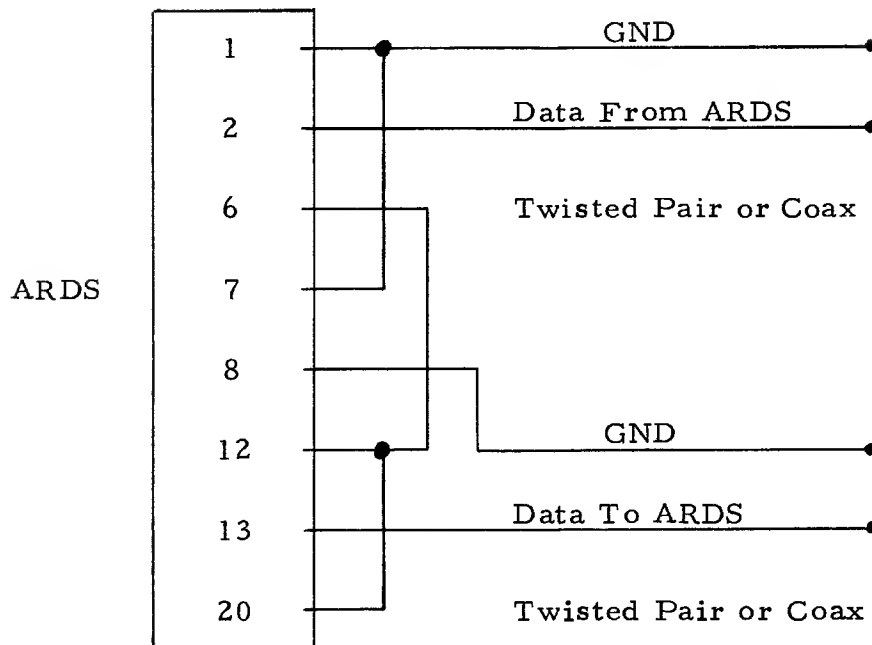 1 GND
2 Data From ARDS
6 Twisted Pair or Coax
ARDS 7
8
12 GND
13 Data To ARDS
20 Twisted Pair or Coax